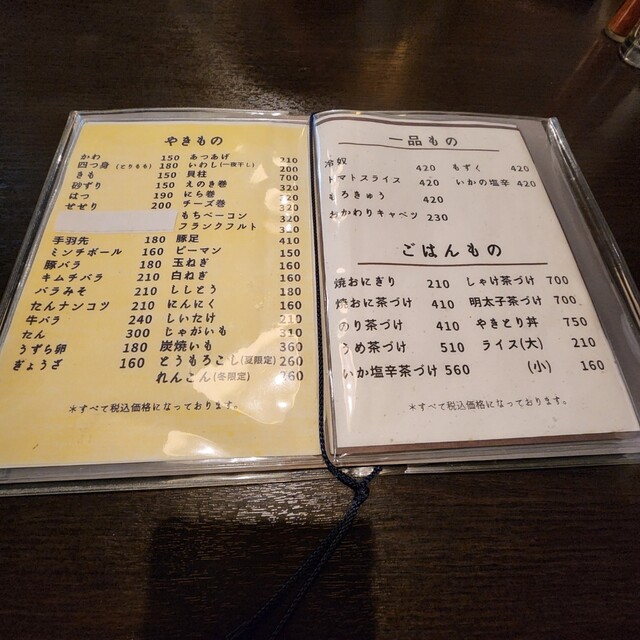 やきもの
かわ 150
四つ身 (とりもも) 180
きも 150
砂ずり 150
はつ 190
せせり 200
手羽先 180
ミンチボール 160
豚バラ 180
キムチバラ 210
バラみそ 210
たんナンコツ 210
牛バラ 240
たん 300
うずら卵 180
ぎょうざ 160
あつあげ 210
いわし(一夜干し) 200
貝柱 700
えのき巻 320
にら巻 320
チーズ巻 320
もちベーコン 320
フランクフルト
豚足 410
ピーマン 150
玉ねぎ 160
白ねぎ 160
ししとう 180
にんにく 160
しいたけ 210
じゃがいも 310
炭焼いも 360
とうもろこし(夏限定) 260
れんこん(冬限定)
*すべて税込価格になっております。
一品もの
冷奴 420 もずく 420
トマトスライス 420 いかの塩辛 420
もろきゅう 420
おかわりキャベツ 230
ごはんもの
焼おにぎり 210 しゃけ茶づけ 700
焼おに茶づけ 410 明太子茶づけ 700
のり茶づけ 410 やきとり丼 750
うめ茶づけ 510 ライス(大) 210
いか塩辛茶づけ 560 (小) 160
*すべて税込価格になっております。